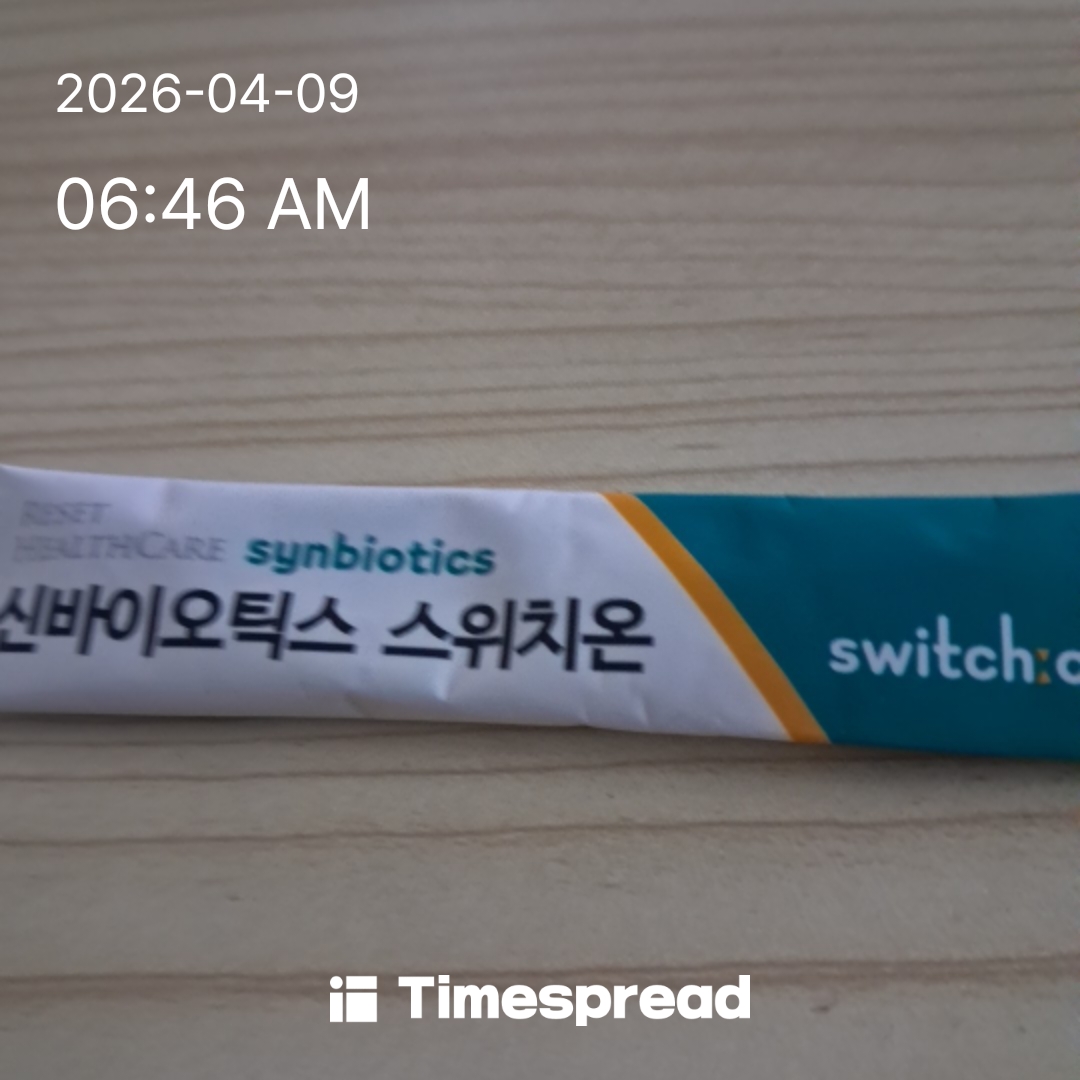 2026-04-09
06:46 AM
RESET
HEALTHCARE synbiotics
신바이오틱스 스위치온
switch:
Timespread